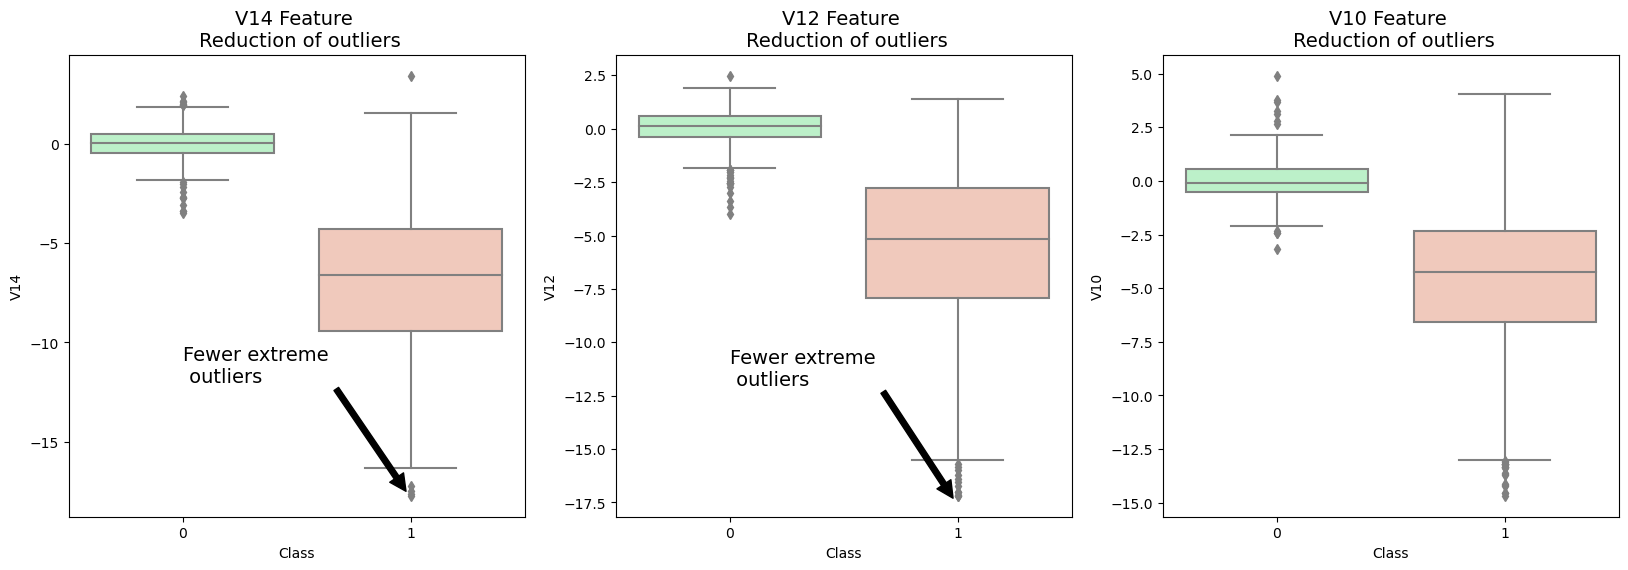 V14 Feature
Reduction of outliers
V14
0
−5
−10
−15
Fewer extreme
outliers
0
1
Class
V12 Feature
Reduction of outliers
V12
2.5
0.0
−2.5
−5.0
−7.5
−10.0
−12.5
−15.0
−17.5
Fewer extreme
outliers
0
1
Class
V10 Feature
Reduction of outliers
V10
5.0
2.5
0.0
−2.5
−5.0
−7.5
−10.0
−12.5
−15.0
0
1
Class